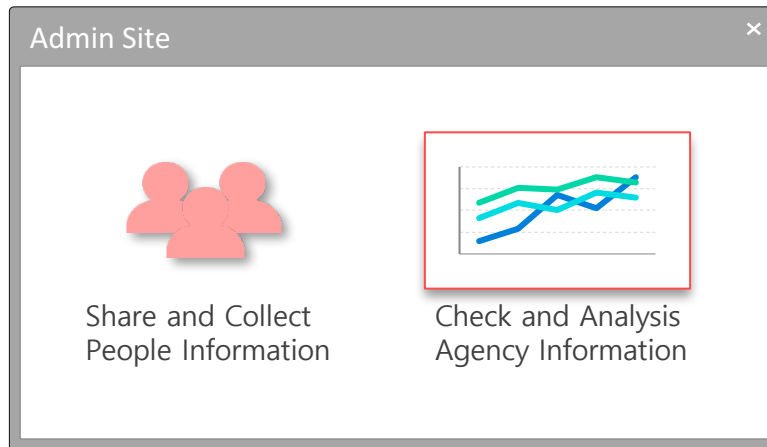 Admin Site
×
Share and Collect
People Information
Check and Analysis
Agency Information